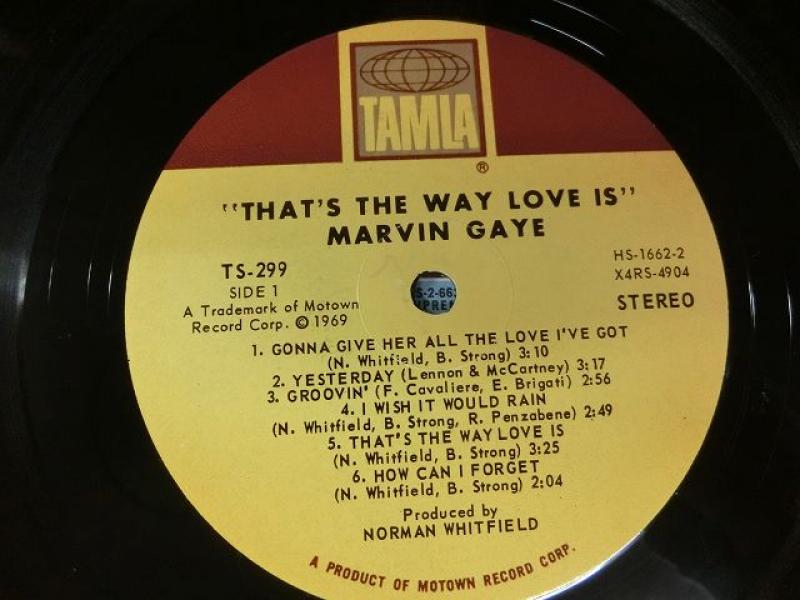 TAMLA
®
"THAT'S THE WAY LOVE IS"
MARVIN GAYE
TS-299
SIDE 1
A Trademark of Motown
Record Corp. © 1969
HS-1662-2
X4RS-4904
STEREO
1. GONNA GIVE HER ALL THE LOVE I'VE GOT
(N. Whitfield, B. Strong) 3:10
2. YESTERDAY (Lennon & McCartney) 3:17
3. GROOVIN' (F. Cavaliere, E. Brigati) 2:56
4. I WISH IT WOULD RAIN
(N. Whitfield, B. Strong, R. Penzabene) 2:49
5. THAT'S THE WAY LOVE IS
(N. Whitfield, B. Strong) 3:25
6. HOW CAN I FORGET
(N. Whitfield, B. Strong) 2:04
Produced by
NORMAN WHITFIELD
A PRODUCT OF MOTOWN RECORD CORP.